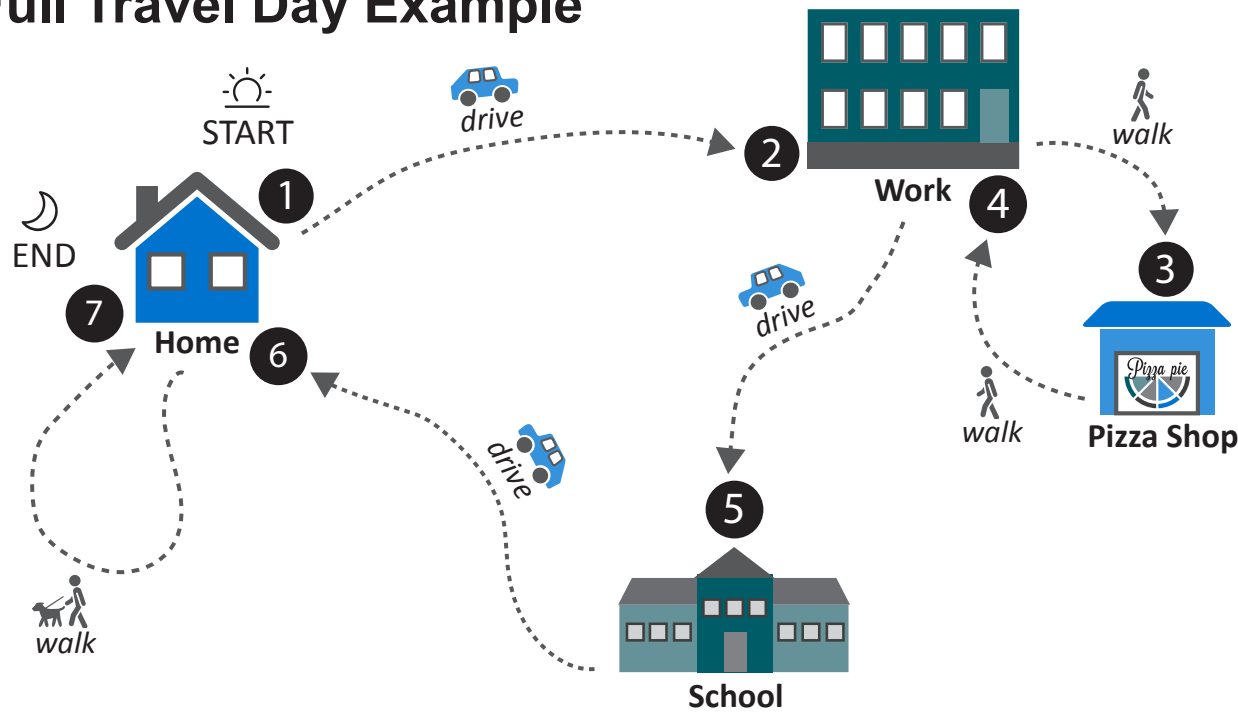 Full Travel Day Example
START
drive
1
2
Work
walk
3
4
END
7
Home
6
drive
Pizza pie
Pizza Shop
walk
drive
5
walk
School